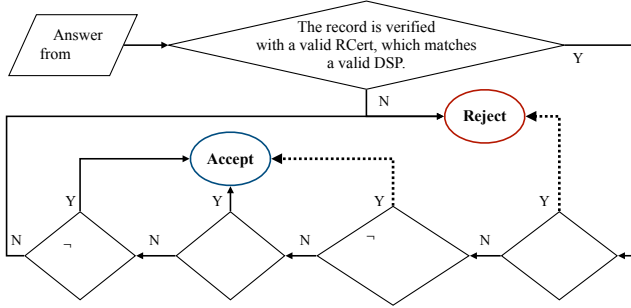 Answer
from
The record is verified
with a valid RCert, which matches
a valid DSP.
Y
N
Reject
Accept
Y
Y
Y
Y
N
¬
N
N
¬
N